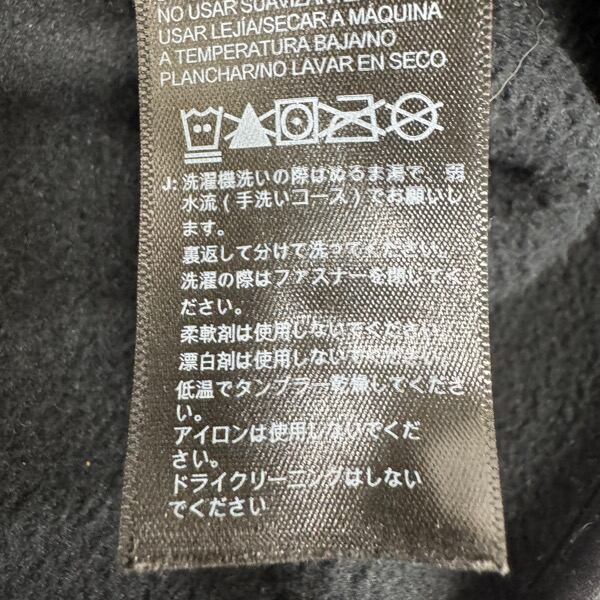 NO USAR SUAVIZAN
USAR LEJÍA/SECAR A MÁQUINA
A TEMPERATURA BAJA/NO
PLANCHAR/NO LAVAR EN SECO
J: 洗濯機洗いの際はぬるま湯で、弱
水流(手洗いコース)でお願いし
ます。
裏返して分けて洗ってください。
洗濯の際はファスナーを閉じてく
ださい。
柔軟剤は使用しないでください。
漂白剤は使用しないでください。
低温でタンブラー乾燥してくださ
い。
アイロンは使用しないでくだ
さい。
ドライクリーニングはしない
でください